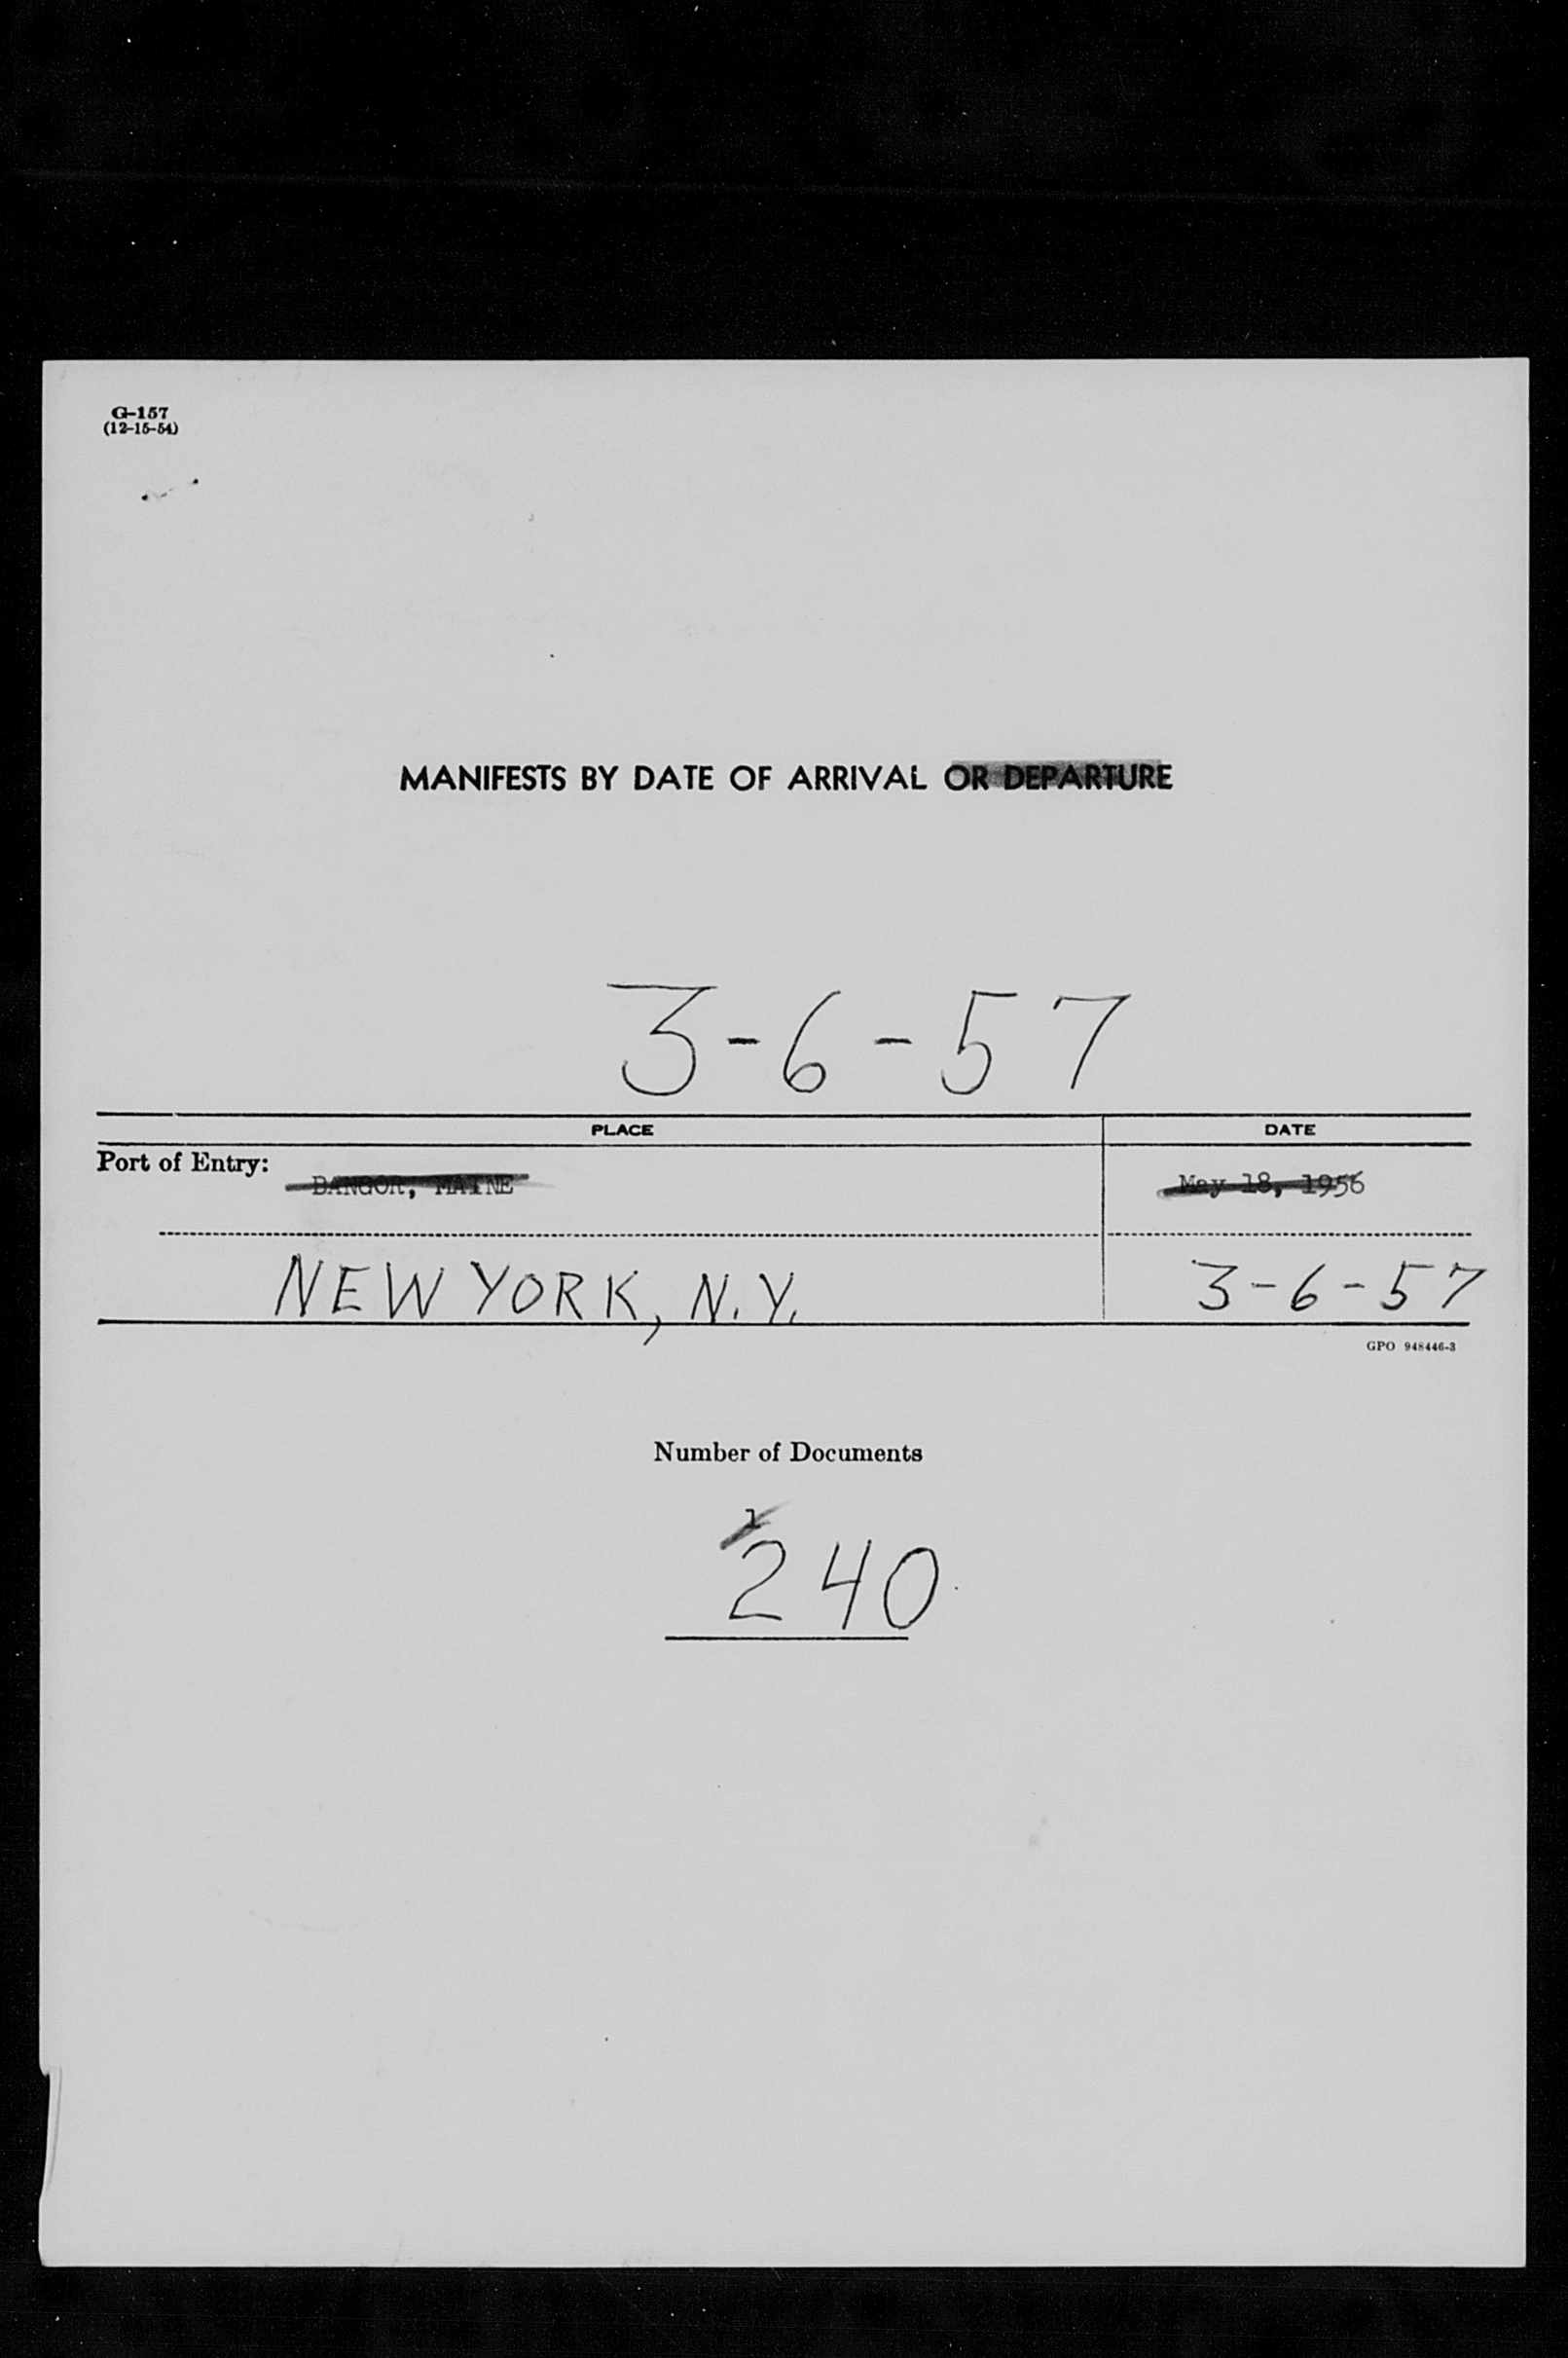 G-157
(12-15-54)
MANIFESTS BY DATE OF ARRIVAL OR DEPARTURE
3-6-57
PLACE DATE
Port of Entry: BANGOR, MAINE May 18, 1956
NEW YORK, N.Y. 3-6-57
GPO 948446-3
Number of Documents
1
240